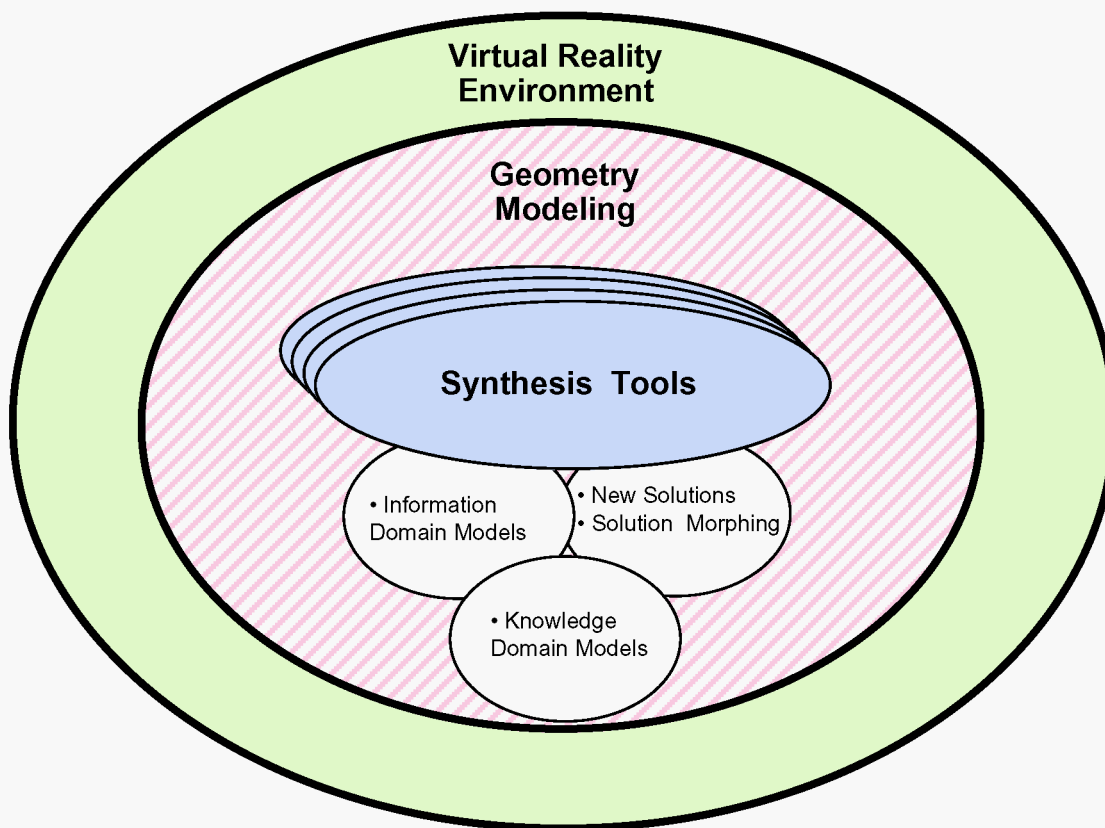 Virtual Reality
Environment
Geometry
Modeling
Synthesis Tools
• Information
Domain Models
• New Solutions
• Solution Morphing
• Knowledge
Domain Models